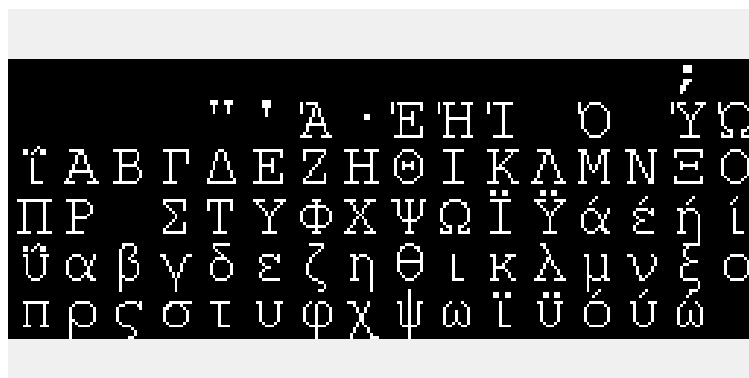 ;
" ' Ά · Έ Ή Ί Ό Ύ Ώ
ΐ Α Β Γ Δ Ε Ζ Η Θ Ι Κ Λ Μ Ν Ξ Ο
Π Ρ Σ Τ Υ Φ Χ Ψ Ω Ϊ Ϋ ά έ ή ί
ΰ α β γ δ ε ζ η θ ι κ λ μ ν ξ ο
π ρ ς σ τ υ φ χ ψ ω ϊ ϋ ό ύ ώ